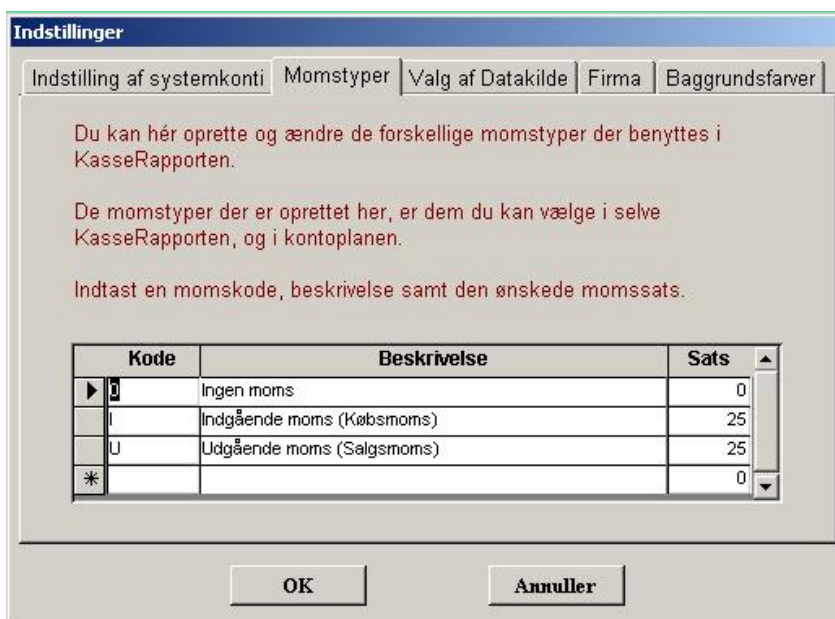 Indstillinger
Indstilling af systemkonti Momstyper Valg af Datakilde Firma Baggrundsfarver
Du kan hér oprette og ændre de forskellige momstyper der benyttes i
KasseRapporten.
De momstyper der er oprettet her, er dem du kan vælge i selve
KasseRapporten, og i kontoplanen.
Indtast en momskode, beskrivelse samt den ønskede momssats.
Kode Beskrivelse Sats
0 Ingen moms 0
I Indgående moms (Købsmoms) 25
U Udgående moms (Salgsmoms) 25
* 0
OK Annuller